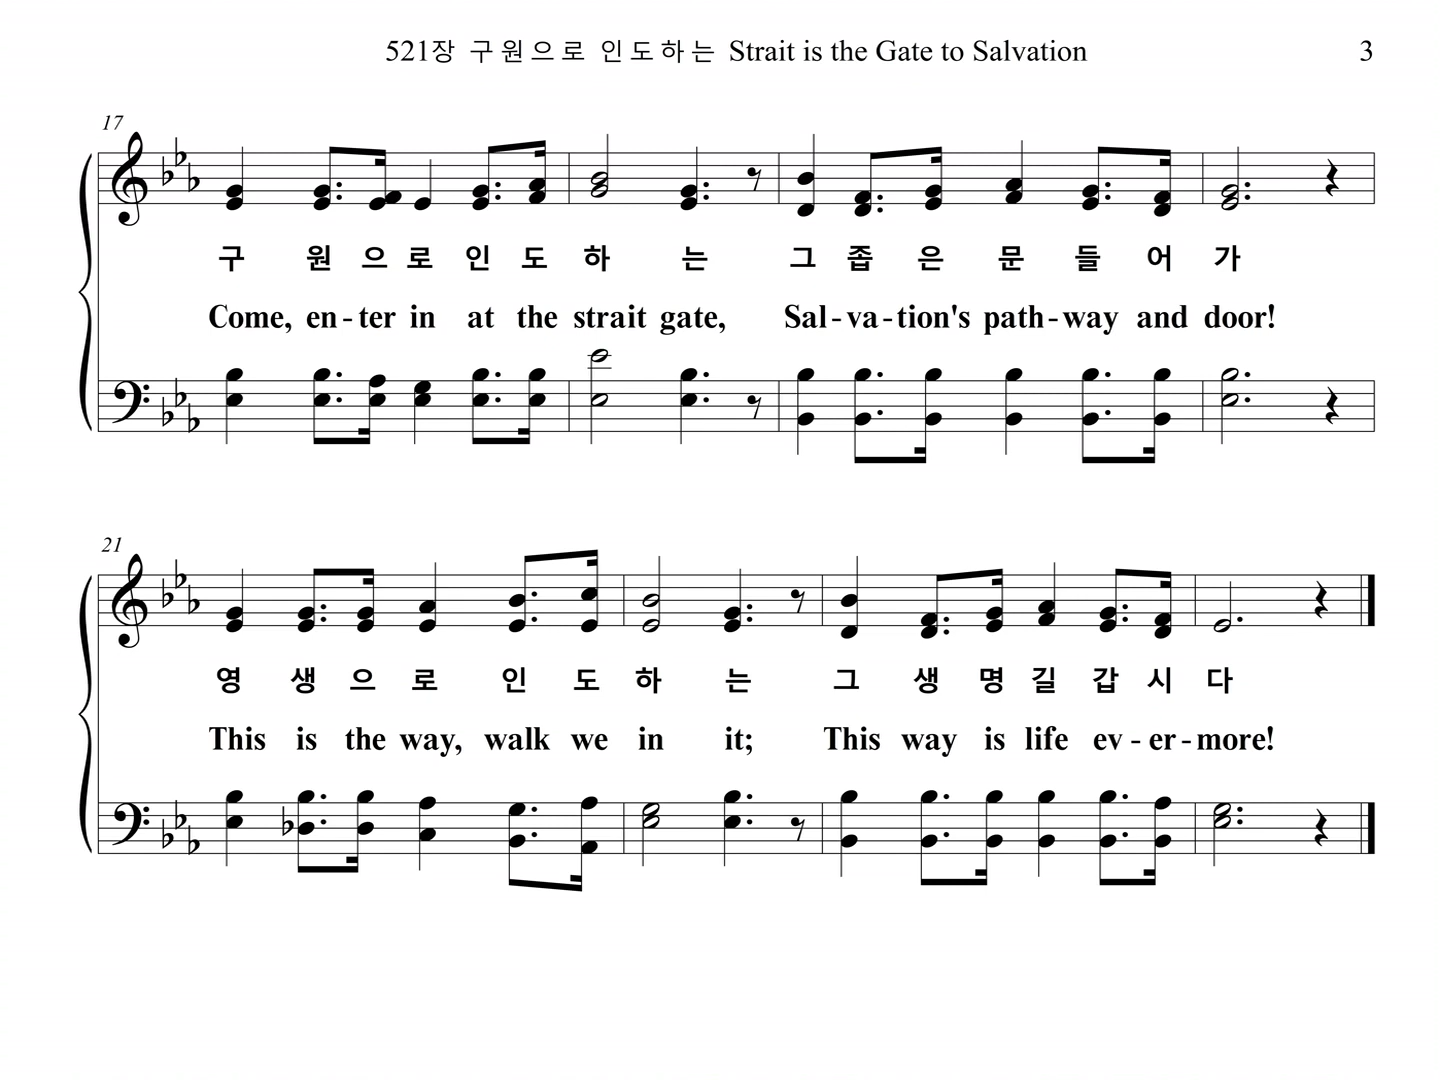 521장 구원으로 인도하는 Strait is the Gate to Salvation 3
17
구 원 으 로 인 도 하 는 그 좁 은 문 들 어 가
Come, en - ter in at the strait gate, Sal - va - tion's path - way and door!
21
영 생 으 로 인 도 하 는 그 생 명 길 갑 시 다
This is the way, walk we in it; This way is life ev - er - more!